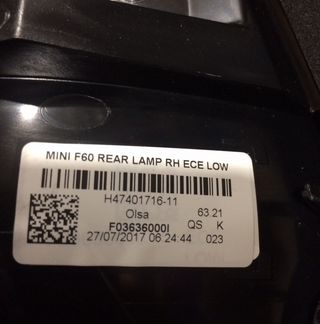 MINI F60 REAR LAMP RH ECE LOW
H47401716-11
Olsa 63.21
F03636000I QS K
27/07/2017 06:24:44 023